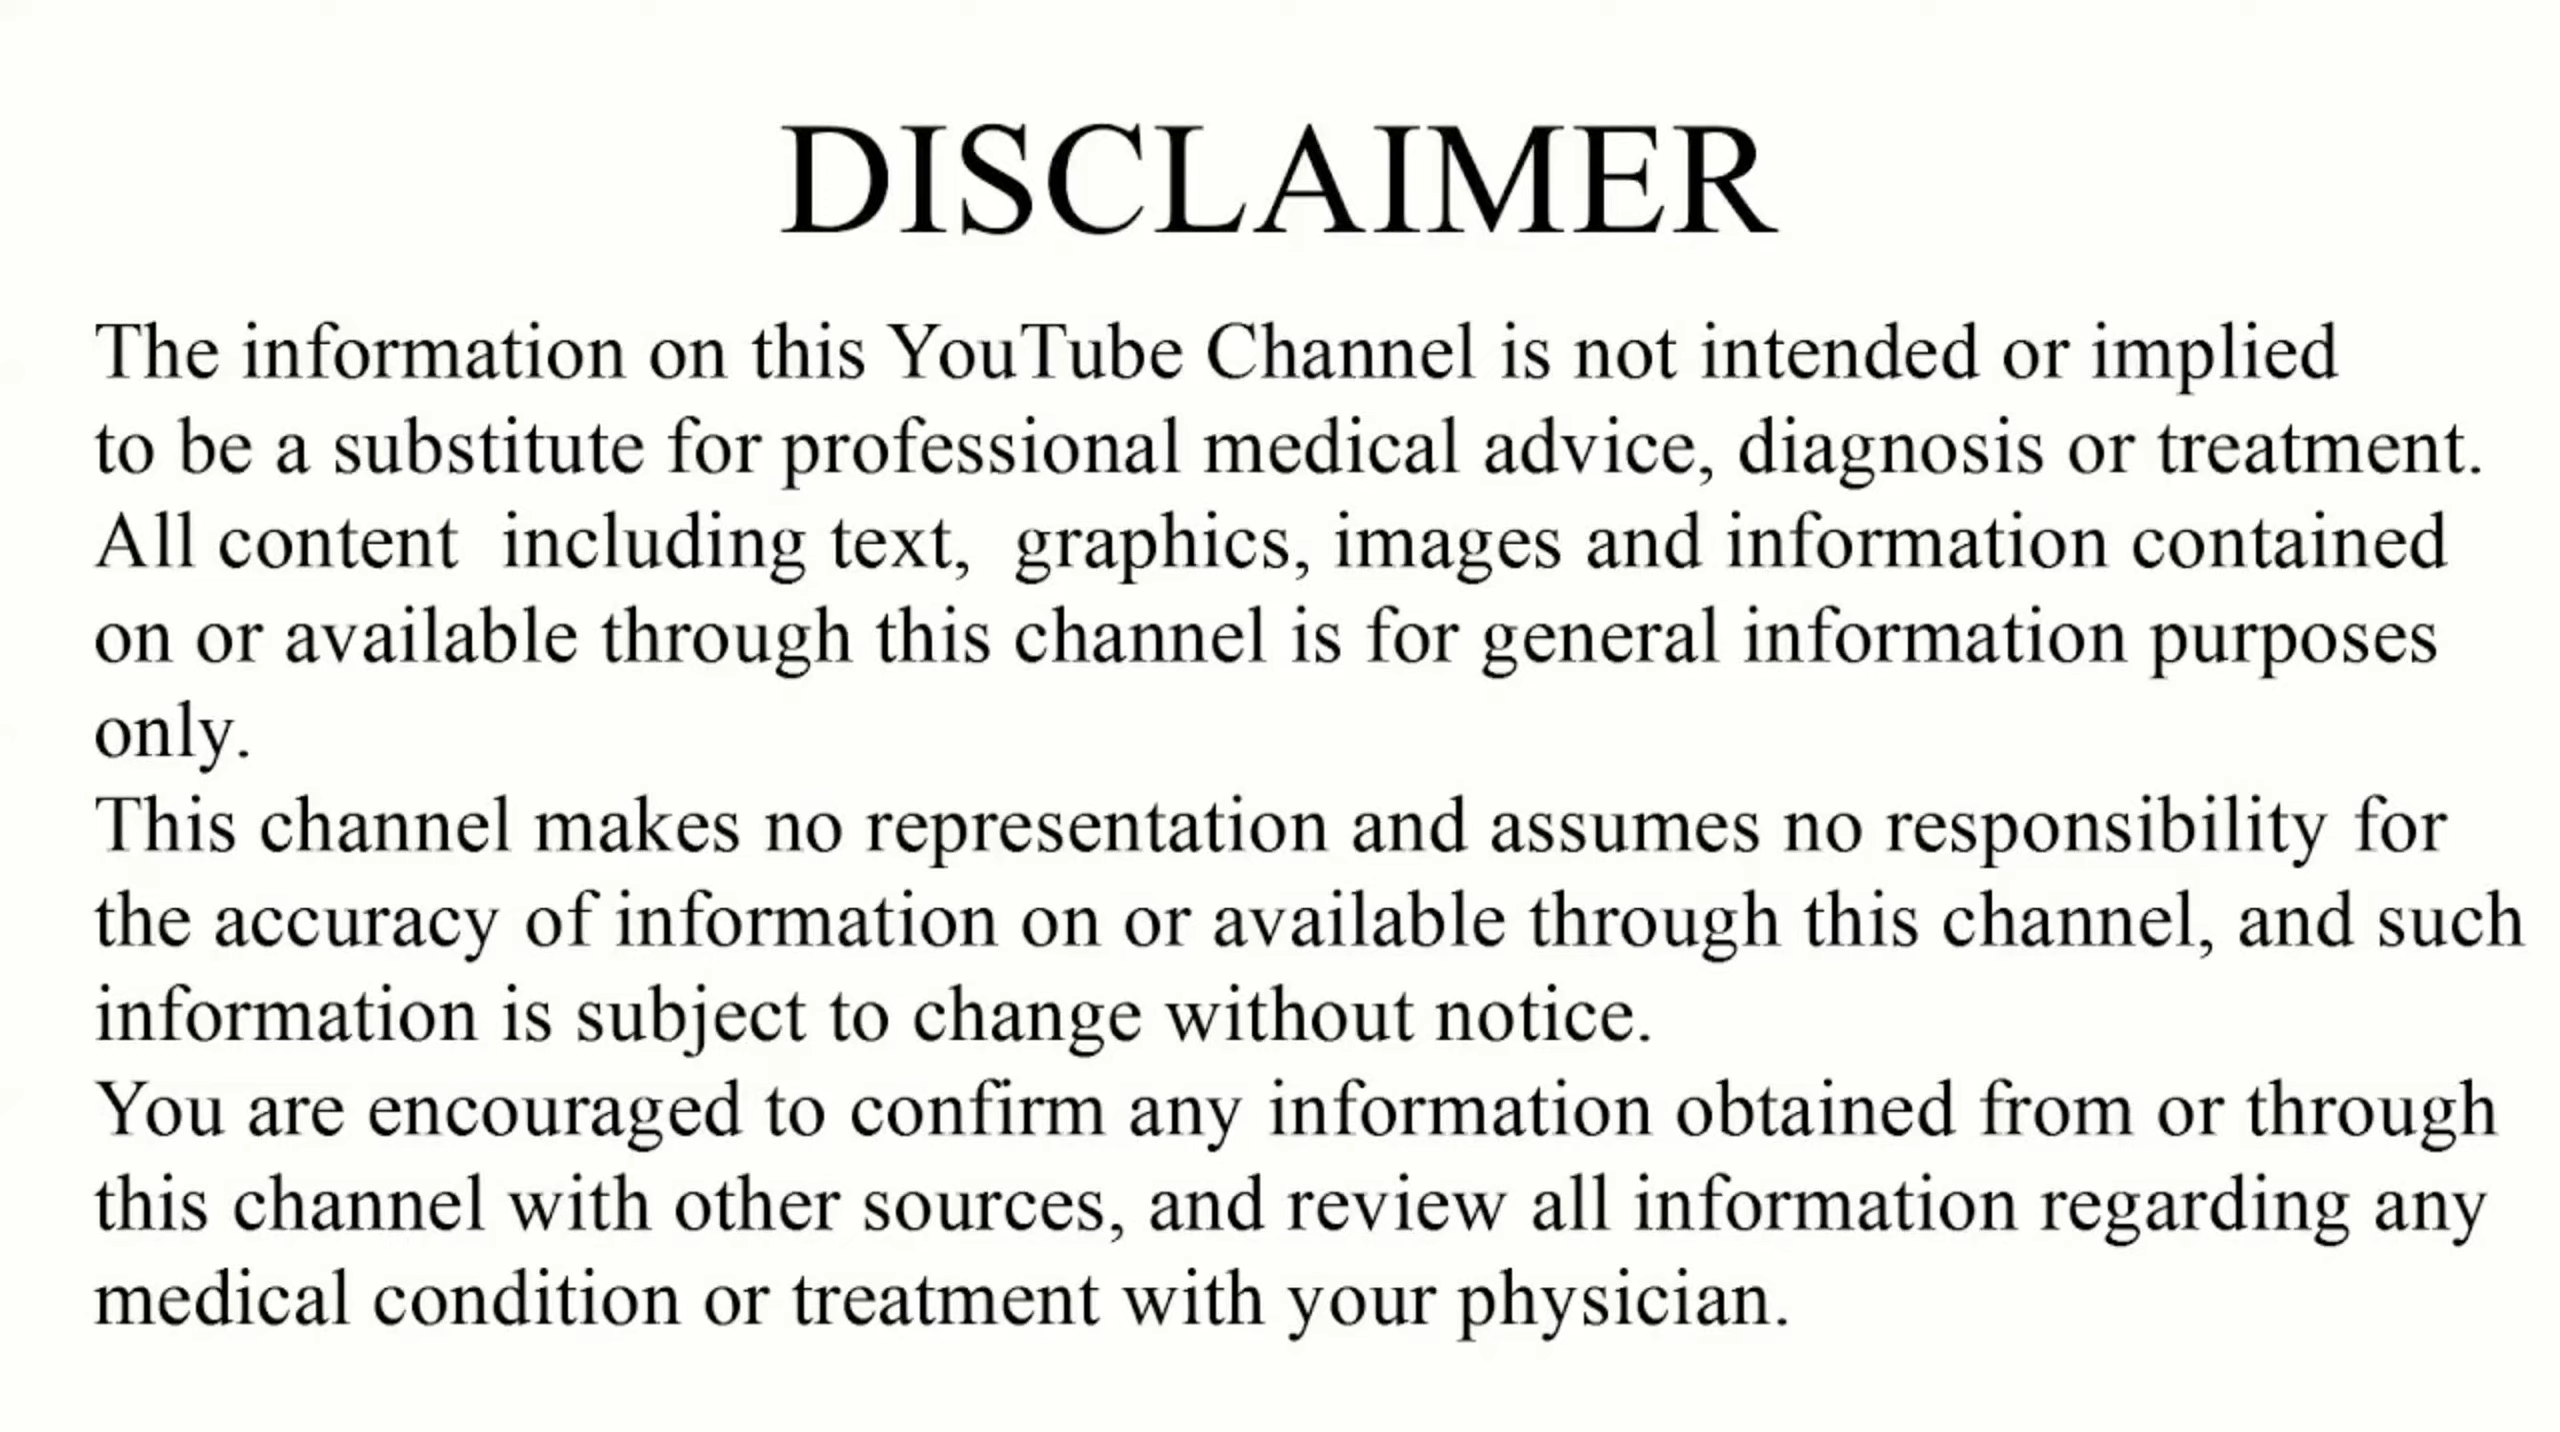 DISCLAIMER
The information on this YouTube Channel is not intended or implied
to be a substitute for professional medical advice, diagnosis or treatment.
All content  including text,  graphics, images and information contained
on or available through this channel is for general information purposes
only.
This channel makes no representation and assumes no responsibility for
the accuracy of information on or available through this channel, and such
information is subject to change without notice.
You are encouraged to confirm any information obtained from or through
this channel with other sources, and review all information regarding any
medical condition or treatment with your physician.